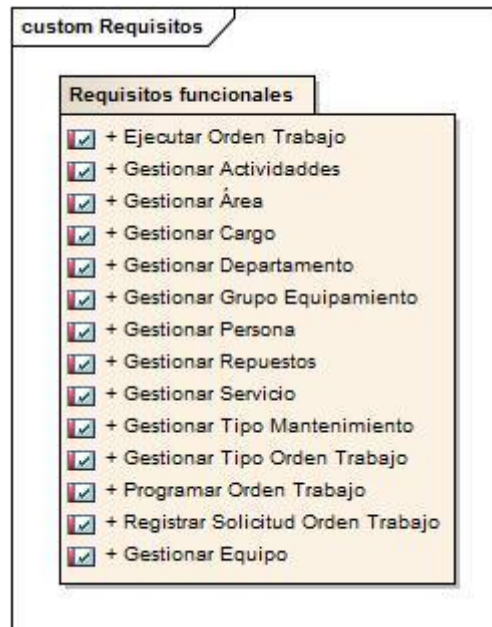 custom Requisitos
Requisitos funcionales
+ Ejecutar Orden Trabajo
+ Gestionar Actividaddes
+ Gestionar Área
+ Gestionar Cargo
+ Gestionar Departamento
+ Gestionar Grupo Equipamiento
+ Gestionar Persona
+ Gestionar Repuestos
+ Gestionar Servicio
+ Gestionar Tipo Mantenimiento
+ Gestionar Tipo Orden Trabajo
+ Programar Orden Trabajo
+ Registrar Solicitud Orden Trabajo
+ Gestionar Equipo